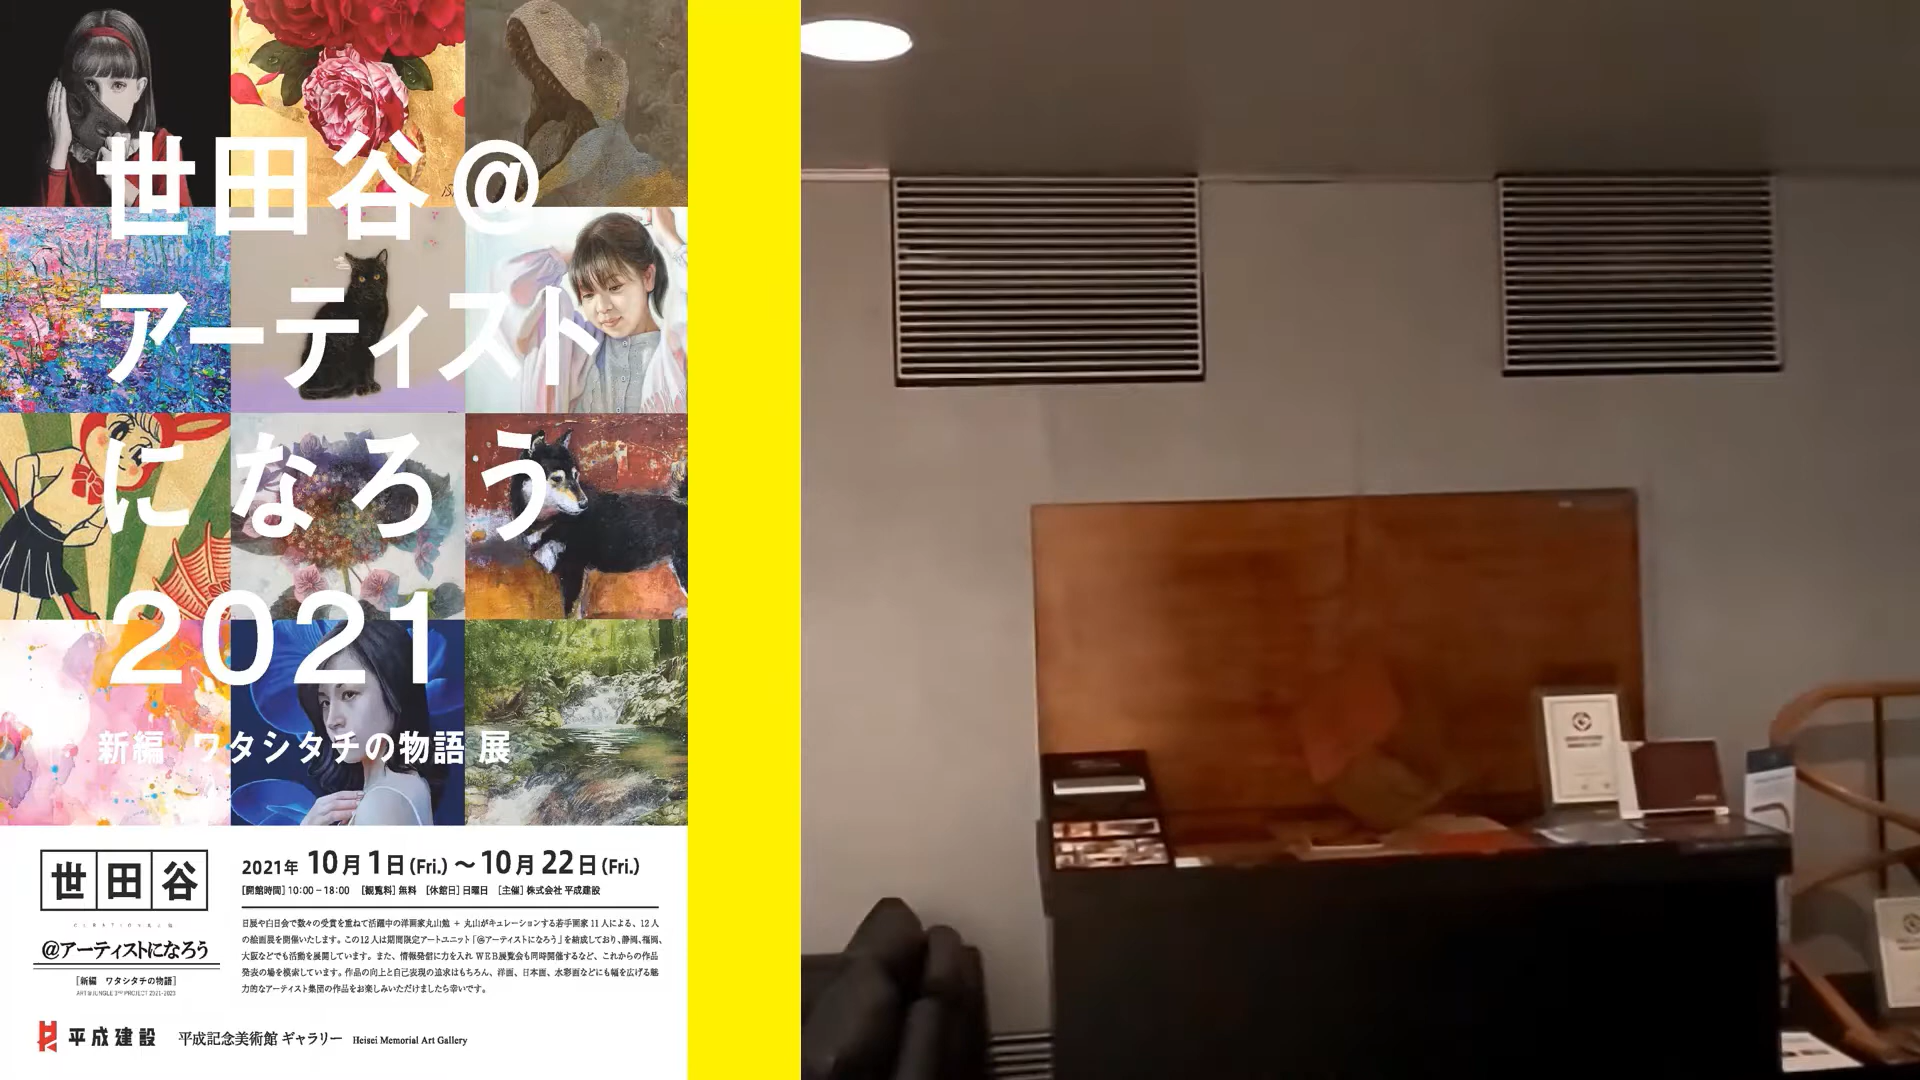 世田谷@
アーティスト
になろう
2021
新編 ワタシタチの物語 展
世田谷
@アーティストになろう
[新編 ワタシタチの物語]
ART@JUNGLE 2ND PROJECT 2021-2023
2021年 10月1日(Fri.)〜10月22日(Fri.)
[開館時間] 10:00−18:00 [観覧料] 無料 [休館日] 日曜日 [主催] 株式会社 平成建設
日展や白日会で数々の受賞を重ねて活躍中の洋画家丸山勉 + 丸山がキュレーションする若手画家11人による、12人
の絵画展を開催いたします。この12人は期間限定アートユニット「@アーティストになろう」を結成しており、静岡、福岡、
大阪などでも活動を展開しています。また、情報発信に力を入れWEB展覧会も同時開催するなど、これからの作品
発表の場を模索しています。作品の向上と自己表現の追求はもちろん、洋画、日本画、水彩画などにも幅を広げる魅
力的なアーティスト集団の作品をお楽しみいただけましたら幸いです。
平成建設 平成記念美術館 ギャラリー Heisei Memorial Art Gallery